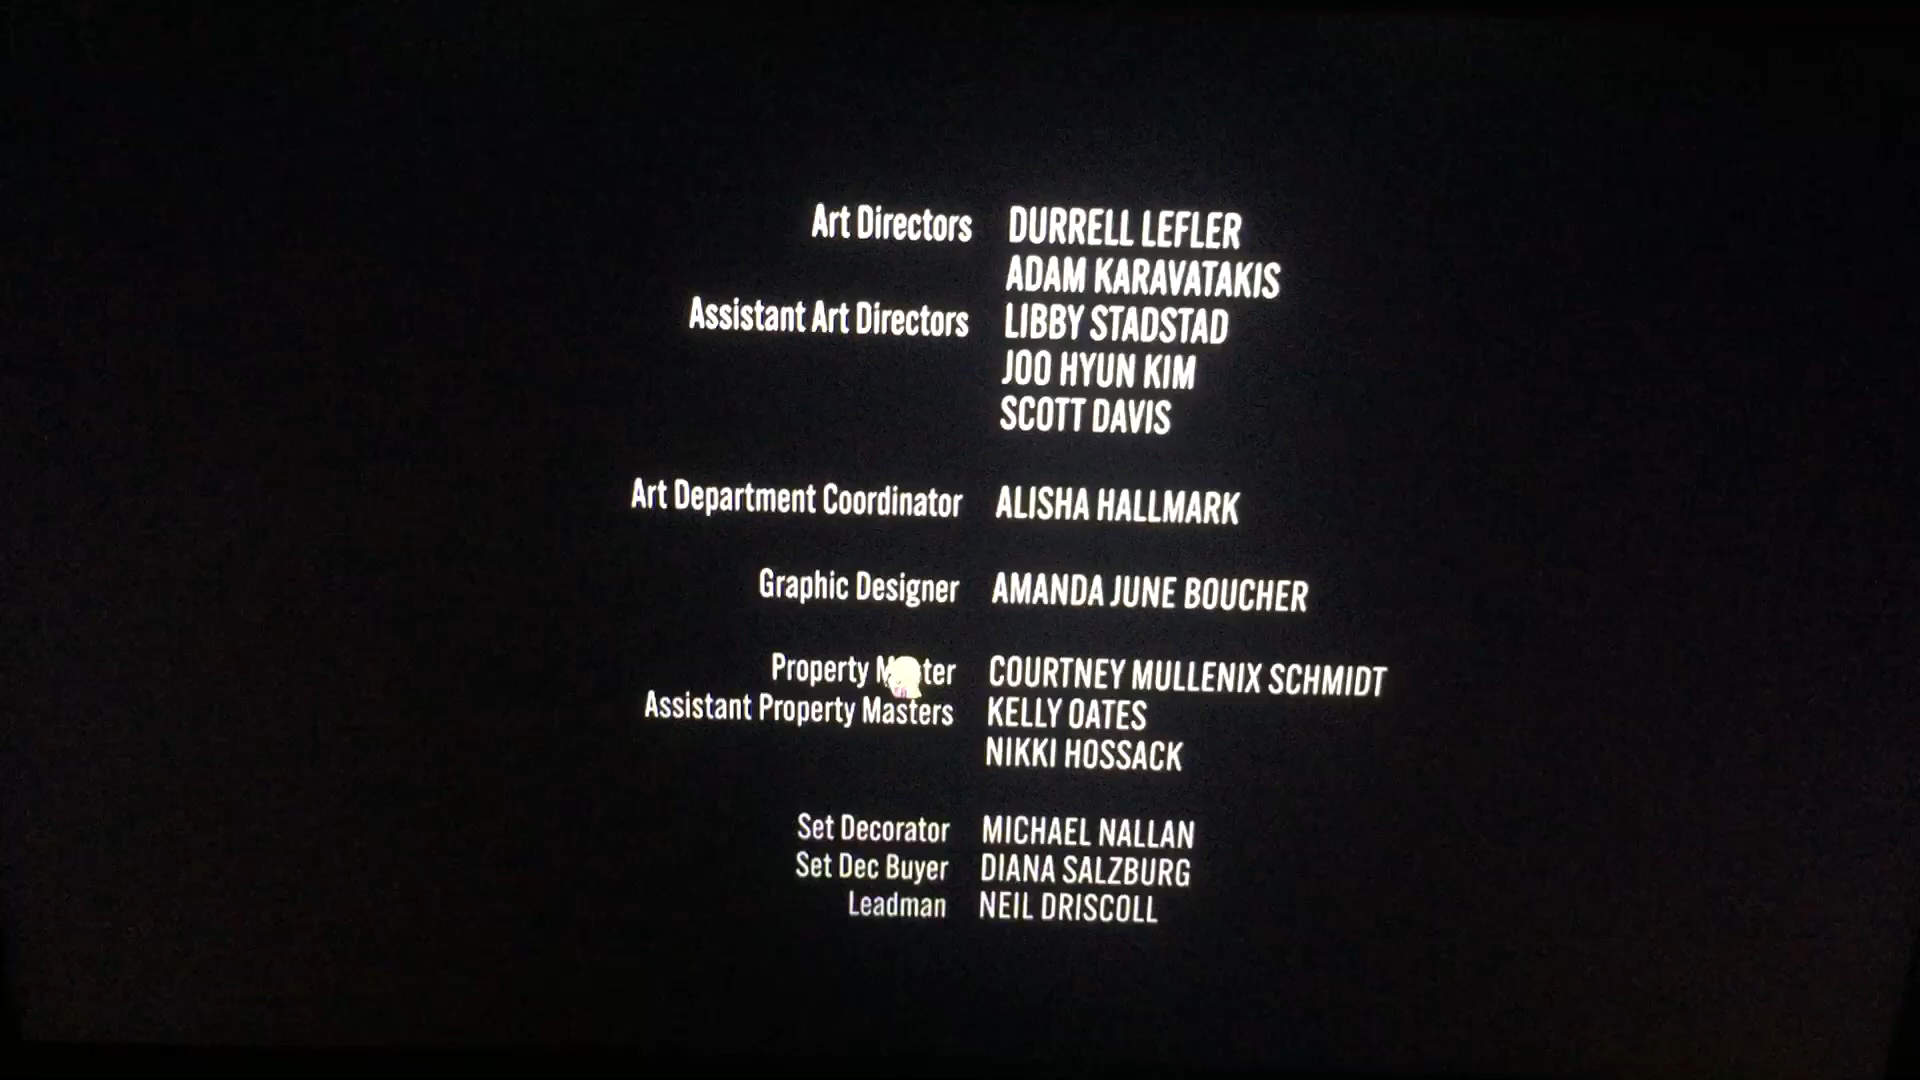 Art Directors DURRELL LEFLER
ADAM KARAVATAKIS
Assistant Art Directors LIBBY STADSTAD
JOO HYUN KIM
SCOTT DAVIS
Art Department Coordinator ALISHA HALLMARK
Graphic Designer AMANDA JUNE BOUCHER
Property COURTNEY MULLENIX SCHMIDT
Assistant Property Masters KELLY OATES
NIKKI HOSSACK
Set Decorator MICHAEL NALLAN
Set Dec Buyer DIANA SALZBURG
Leadman NEIL DRISCOLL